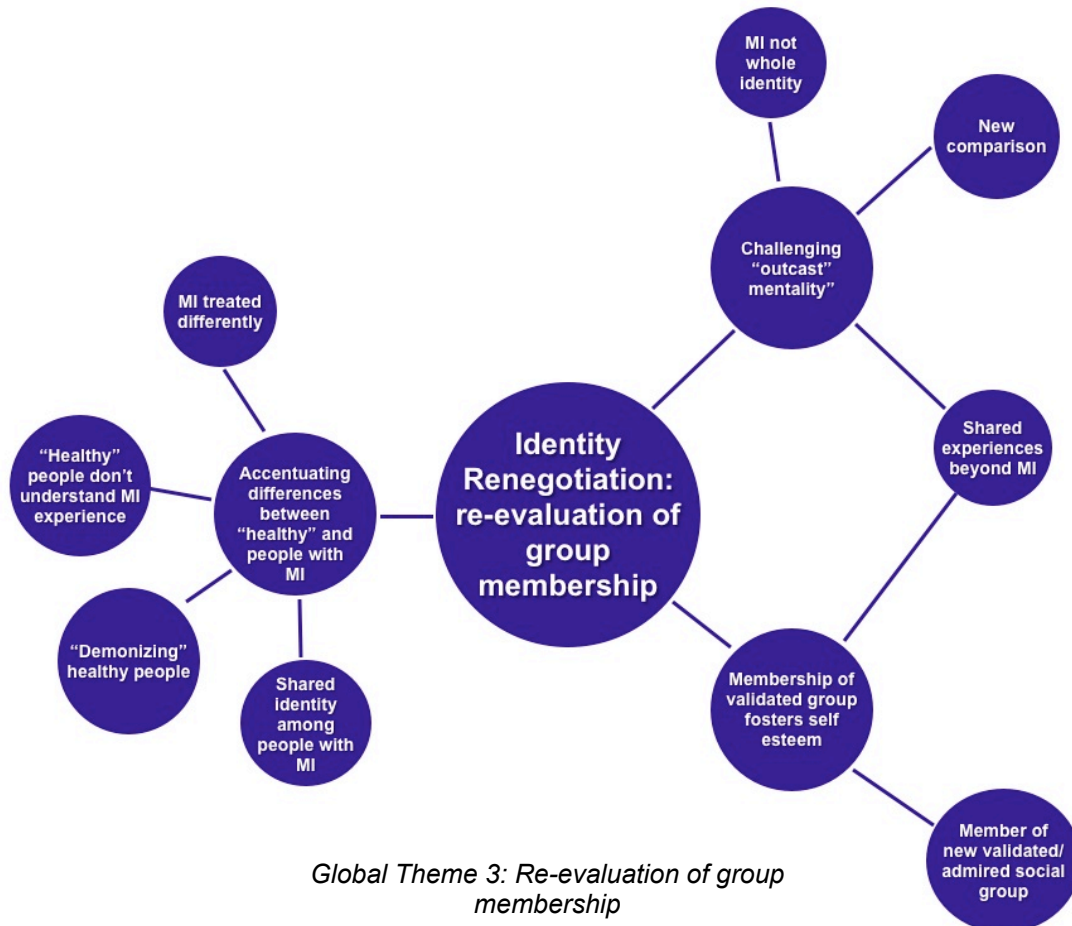 MI not
whole
identity
New
comparison
Challenging
“outcast”
mentality”
MI treated
differently
“Healthy”
people don’t
understand MI
experience
Accentuating
differences
between
“healthy” and
people with
MI
Identity
Renegotiation:
re-evaluation of
group
membership
Shared
experiences
beyond MI
“Demonizing”
healthy people
Shared
identity
among
people with
MI
Membership of
validated group
fosters self
esteem
Member of
new validated/
admired social
group
Global Theme 3: Re-evaluation of group
membership